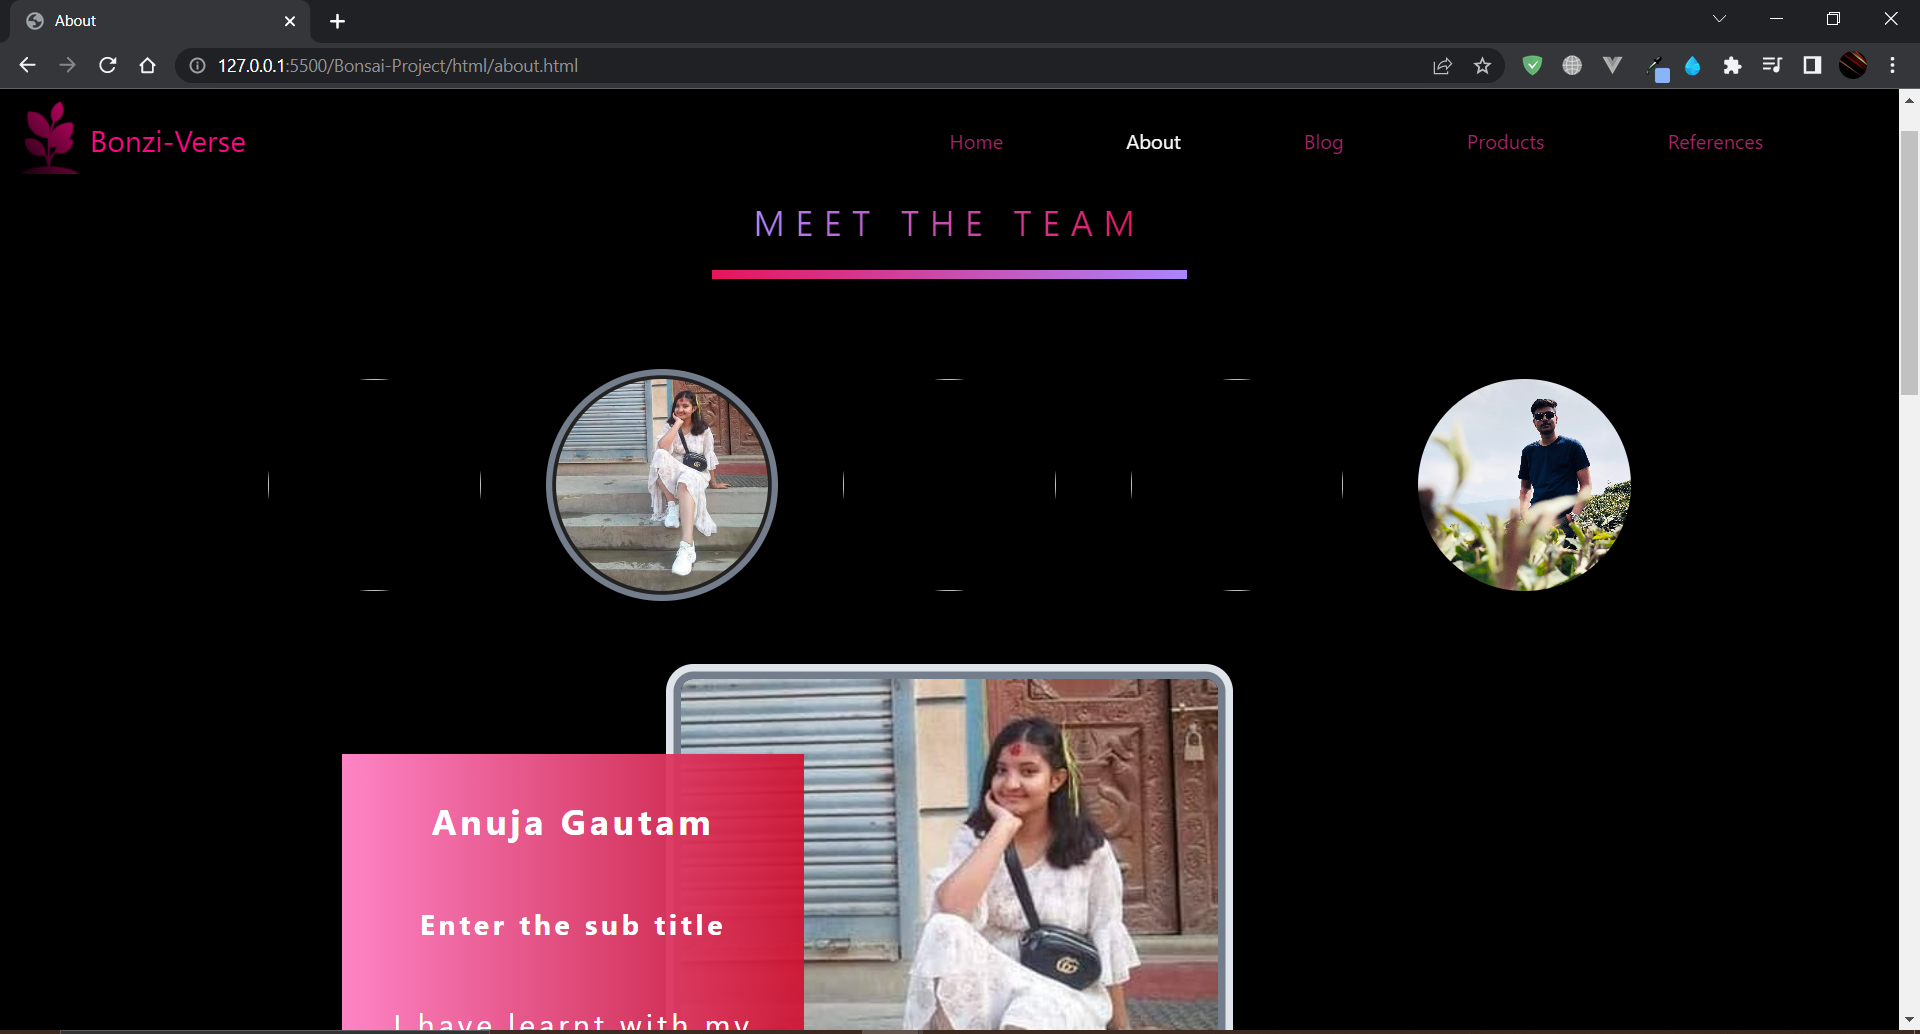 About
127.0.0.1:5500/Bonsai-Project/html/about.html
Bonzi-Verse
Home
About
Blog
Products
References
MEET THE TEAM
Anuja Gautam
Enter the sub title
I have learnt with my